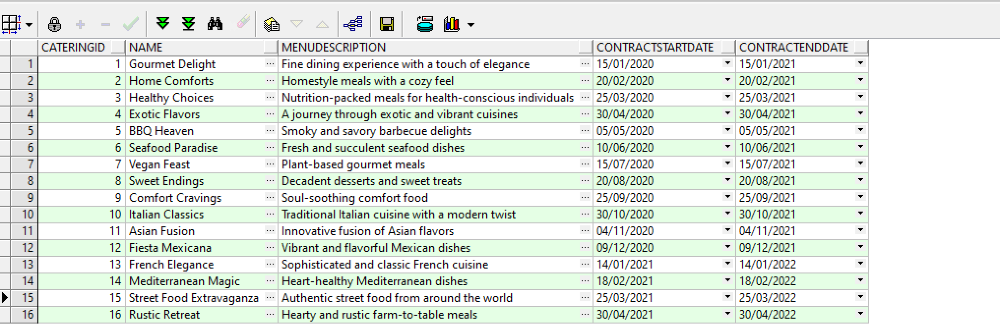 CATERINGID NAME MENUDESCRIPTION CONTRACTSTARTDATE CONTRACTENDDATE
1 1 Gourmet Delight ... Fine dining experience with a touch of elegance ... 15/01/2020 15/01/2021
2 2 Home Comforts ... Homestyle meals with a cozy feel ... 20/02/2020 20/02/2021
3 3 Healthy Choices ... Nutrition-packed meals for health-conscious individuals ... 25/03/2020 25/03/2021
4 4 Exotic Flavors ... A journey through exotic and vibrant cuisines ... 30/04/2020 30/04/2021
5 5 BBQ Heaven ... Smoky and savory barbecue delights ... 05/05/2020 05/05/2021
6 6 Seafood Paradise ... Fresh and succulent seafood dishes ... 10/06/2020 10/06/2021
7 7 Vegan Feast ... Plant-based gourmet meals ... 15/07/2020 15/07/2021
8 8 Sweet Endings ... Decadent desserts and sweet treats ... 20/08/2020 20/08/2021
9 9 Comfort Cravings ... Soul-soothing comfort food ... 25/09/2020 25/09/2021
10 10 Italian Classics ... Traditional Italian cuisine with a modern twist ... 30/10/2020 30/10/2021
11 11 Asian Fusion ... Innovative fusion of Asian flavors ... 04/11/2020 04/11/2021
12 12 Fiesta Mexicana ... Vibrant and flavorful Mexican dishes ... 09/12/2020 09/12/2021
13 13 French Elegance ... Sophisticated and classic French cuisine ... 14/01/2021 14/01/2022
14 14 Mediterranean Magic ... Heart-healthy Mediterranean dishes ... 18/02/2021 18/02/2022
15 15 Street Food Extravaganza ... Authentic street food from around the world ... 25/03/2021 25/03/2022
16 16 Rustic Retreat ... Hearty and rustic farm-to-table meals ... 30/04/2021 30/04/2022